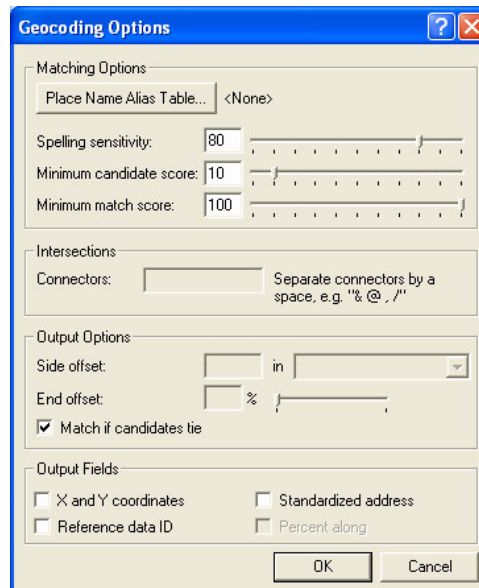 Geocoding Options
Matching Options
Place Name Alias Table... <None>
Spelling sensitivity: 80
Minimum candidate score: 10
Minimum match score: 100
Intersections
Connectors: Separate connectors by a
space, e.g. "& @ , /"
Output Options
Side offset: in
End offset: %
Match if candidates tie
Output Fields
X and Y coordinates Standardized address
Reference data ID Percent along
OK Cancel